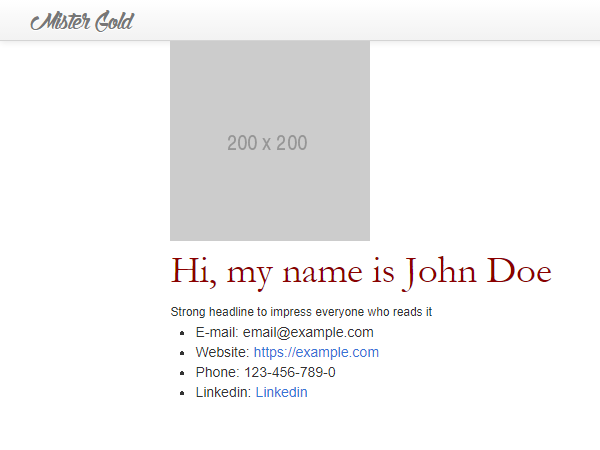 Mister Gold
200 x 200
Hi, my name is John Doe
Strong headline to impress everyone who reads it
E-mail: email@example.com
Website: https://example.com
Phone: 123-456-789-0
Linkedin: Linkedin